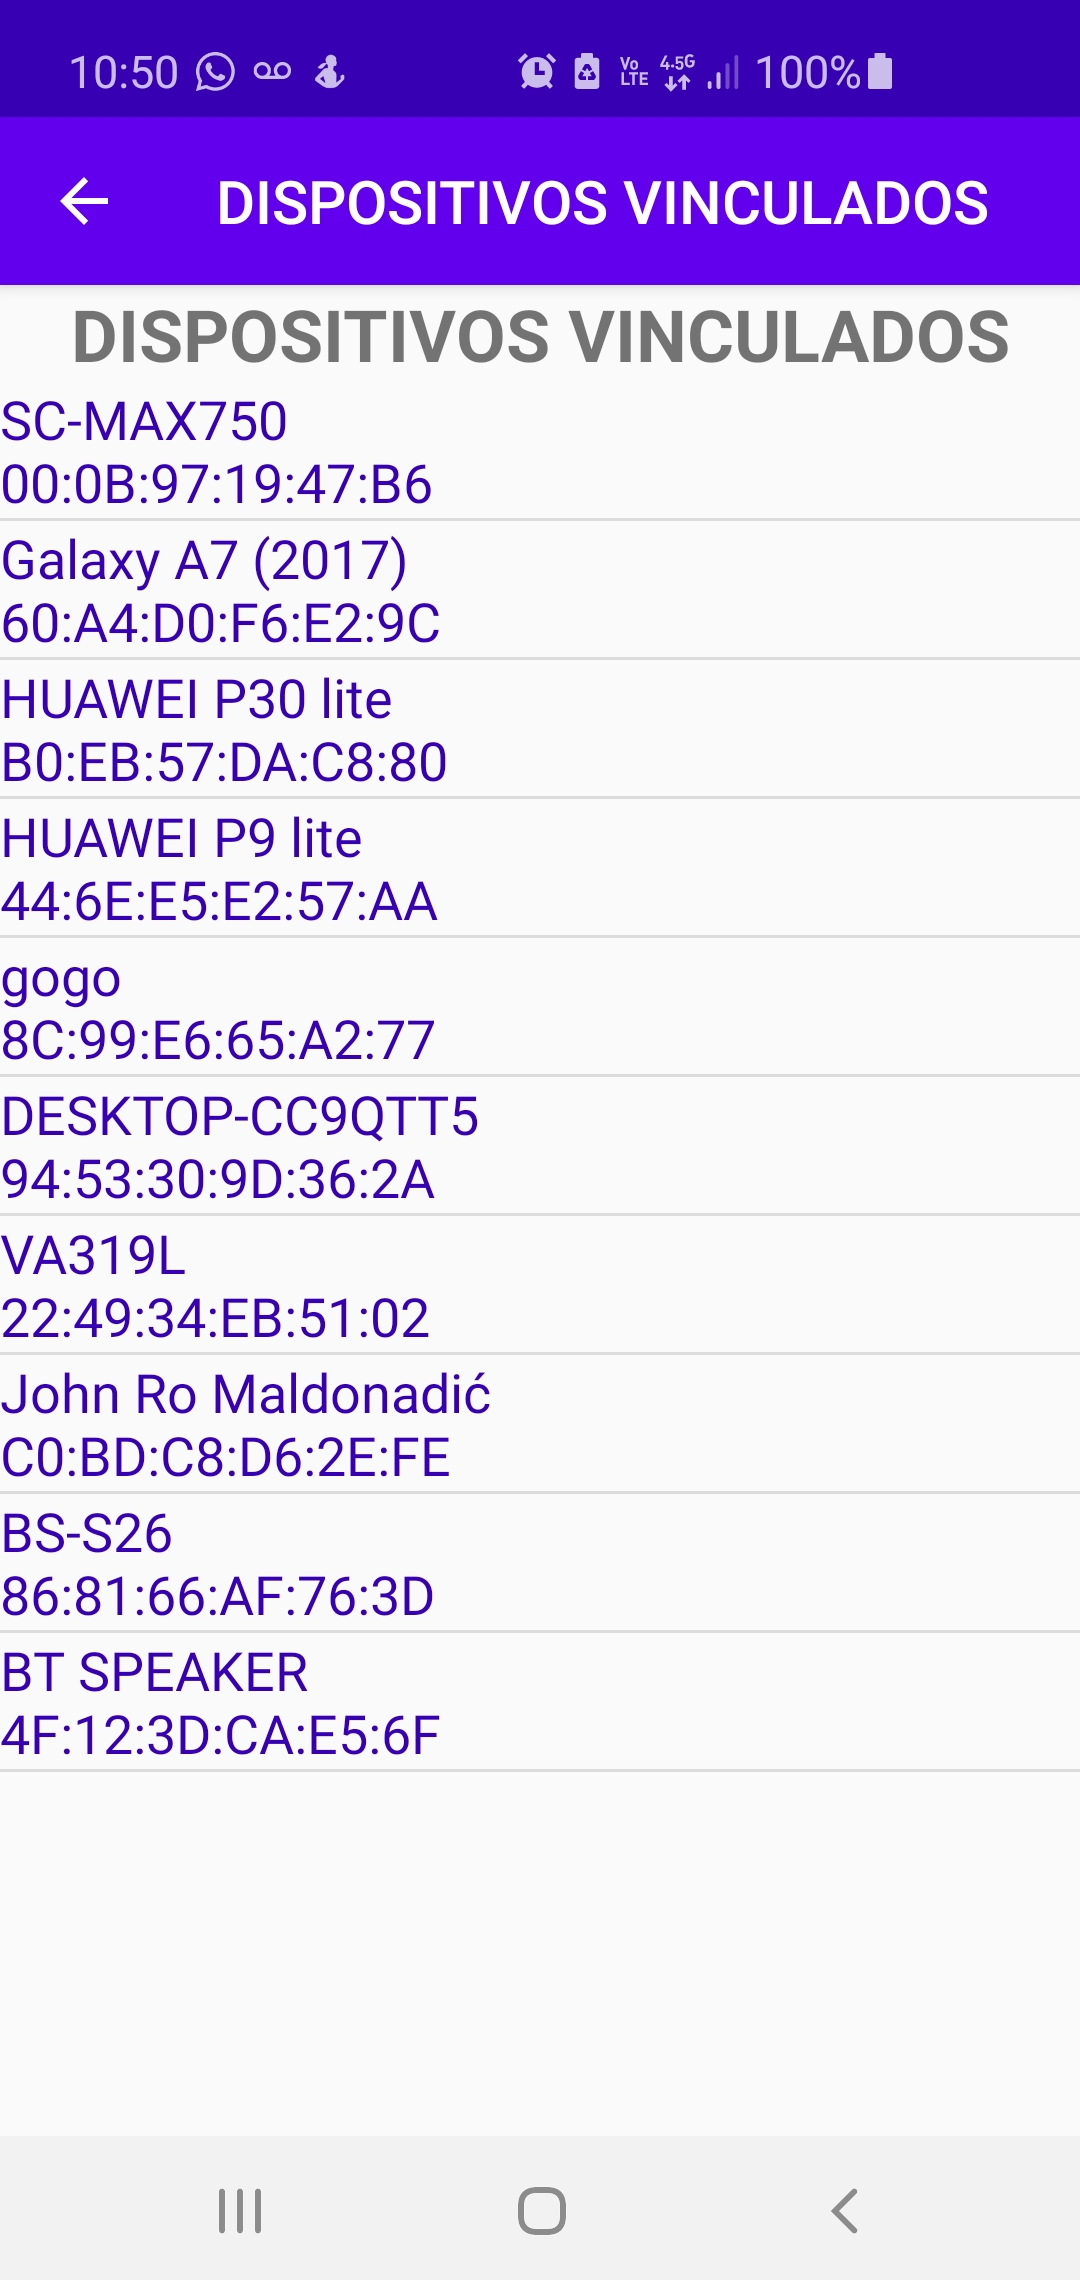 10:50 Vo LTE 4.5G 100%
DISPOSITIVOS VINCULADOS
DISPOSITIVOS VINCULADOS
SC-MAX750
00:0B:97:19:47:B6
Galaxy A7 (2017)
60:A4:D0:F6:E2:9C
HUAWEI P30 lite
B0:EB:57:DA:C8:80
HUAWEI P9 lite
44:6E:E5:E2:57:AA
gogo
8C:99:E6:65:A2:77
DESKTOP-CC9QTT5
94:53:30:9D:36:2A
VA319L
22:49:34:EB:51:02
John Ro Maldonadić
C0:BD:C8:D6:2E:FE
BS-S26
86:81:66:AF:76:3D
BT SPEAKER
4F:12:3D:CA:E5:6F